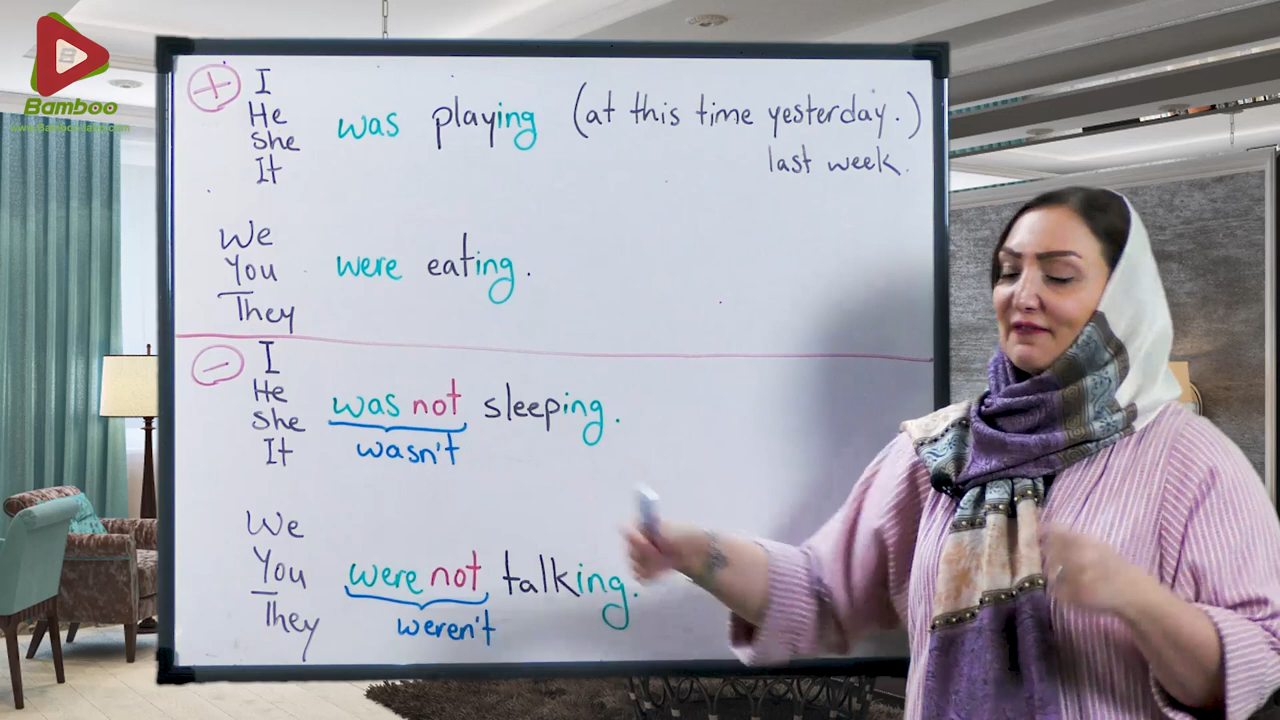 Bamboo
+ I
He
She
It
was playing (at this time yesterday.)
last week.
We
You
They
were eating.
- I
He
She
It
was not sleeping.
wasn't
We
You
They
were not talking.
weren't